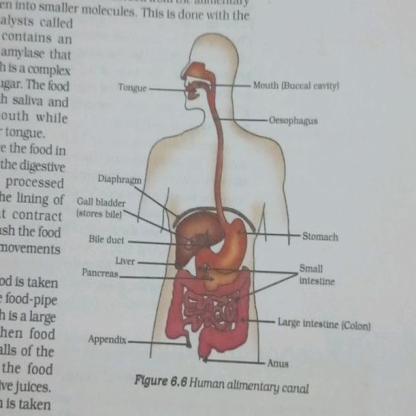 en into smaller molecules. This is done with the
alysts called
contains an
amylase that
h is a complex
ugar. The food
h saliva and
outh while
tongue.
e the food in
the digestive
processed
he lining of
t contract
sh the food
movements
od is taken
e food-pipe
h is a large
hen food
alls of the
the food
ive juices.
is taken
Tongue
Mouth (Buccal cavity)
Oesophagus
Diaphragm
Gall bladder
(stores bile)
Bile duct
Stomach
Liver
Pancreas
Small
intestine
Large intestine (Colon)
Appendix
Anus
Figure 6.6 Human alimentary canal